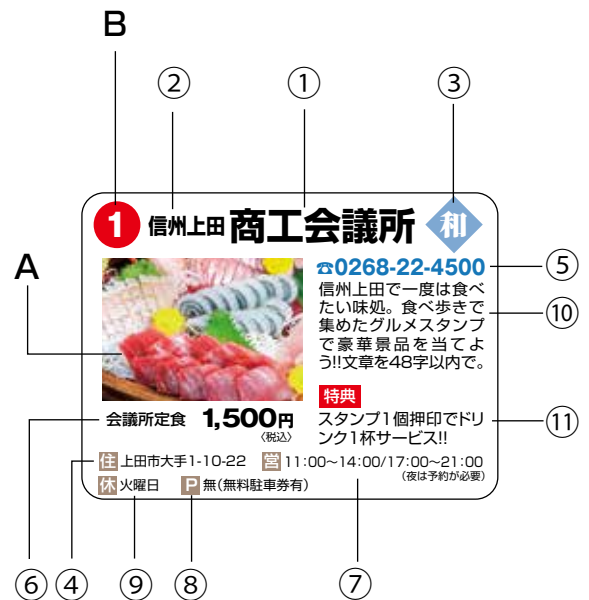 B
② ① ③
1 信州上田 商工会議所 和
A
☎0268-22-4500 ⑤
信州上田で一度は食べ
たい味処。食べ歩きで ⑩
集めたグルメスタンプ
で豪華景品を当てよ
う!!文章を48字以内で。
特典
会議所定食 1,500円
〈税込〉
スタンプ1個押印でドリ ⑪
ンク1杯サービス!!
住 上田市大手1-10-22 営 11:00〜14:00/17:00〜21:00
(夜は予約が必要)
休 火曜日 P 無(無料駐車券有)
⑥ ④ ⑨ ⑧ ⑦